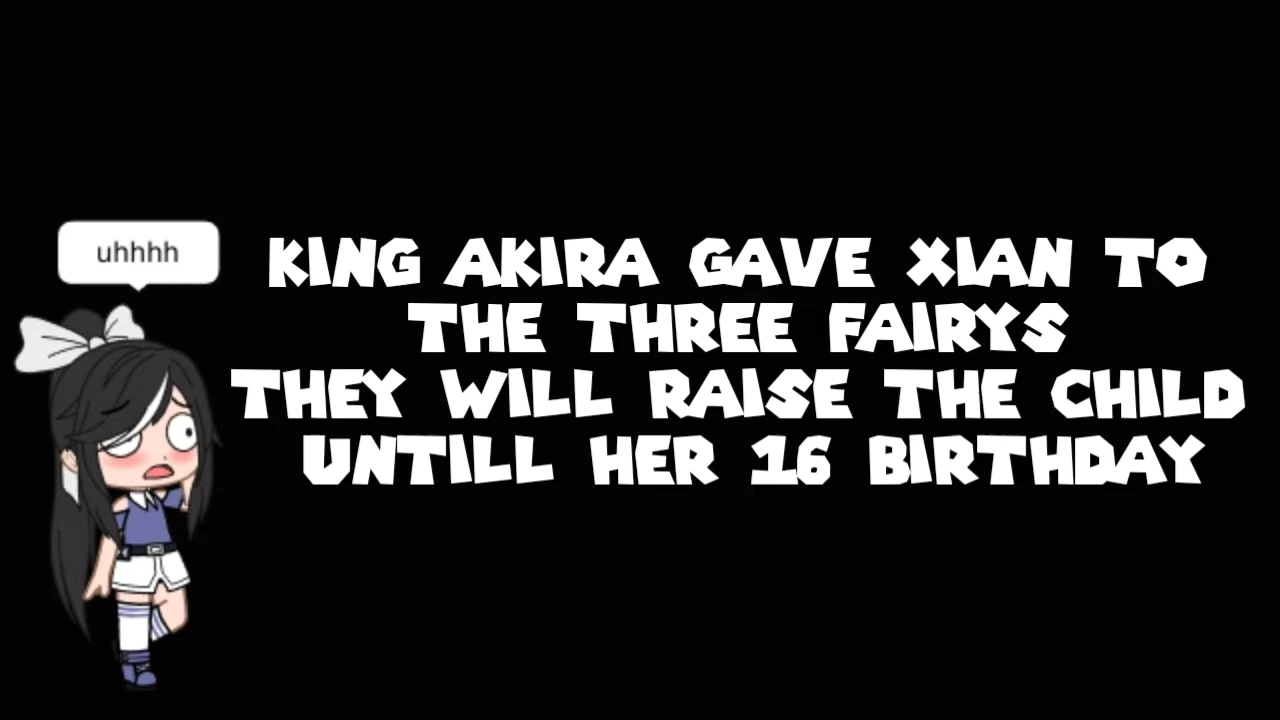 uhhhh
KING AKIRA GAVE XIAN TO
THE THREE FAIRYS
THEY WILL RAISE THE CHILD
UNTILL HER 16 BIRTHDAY